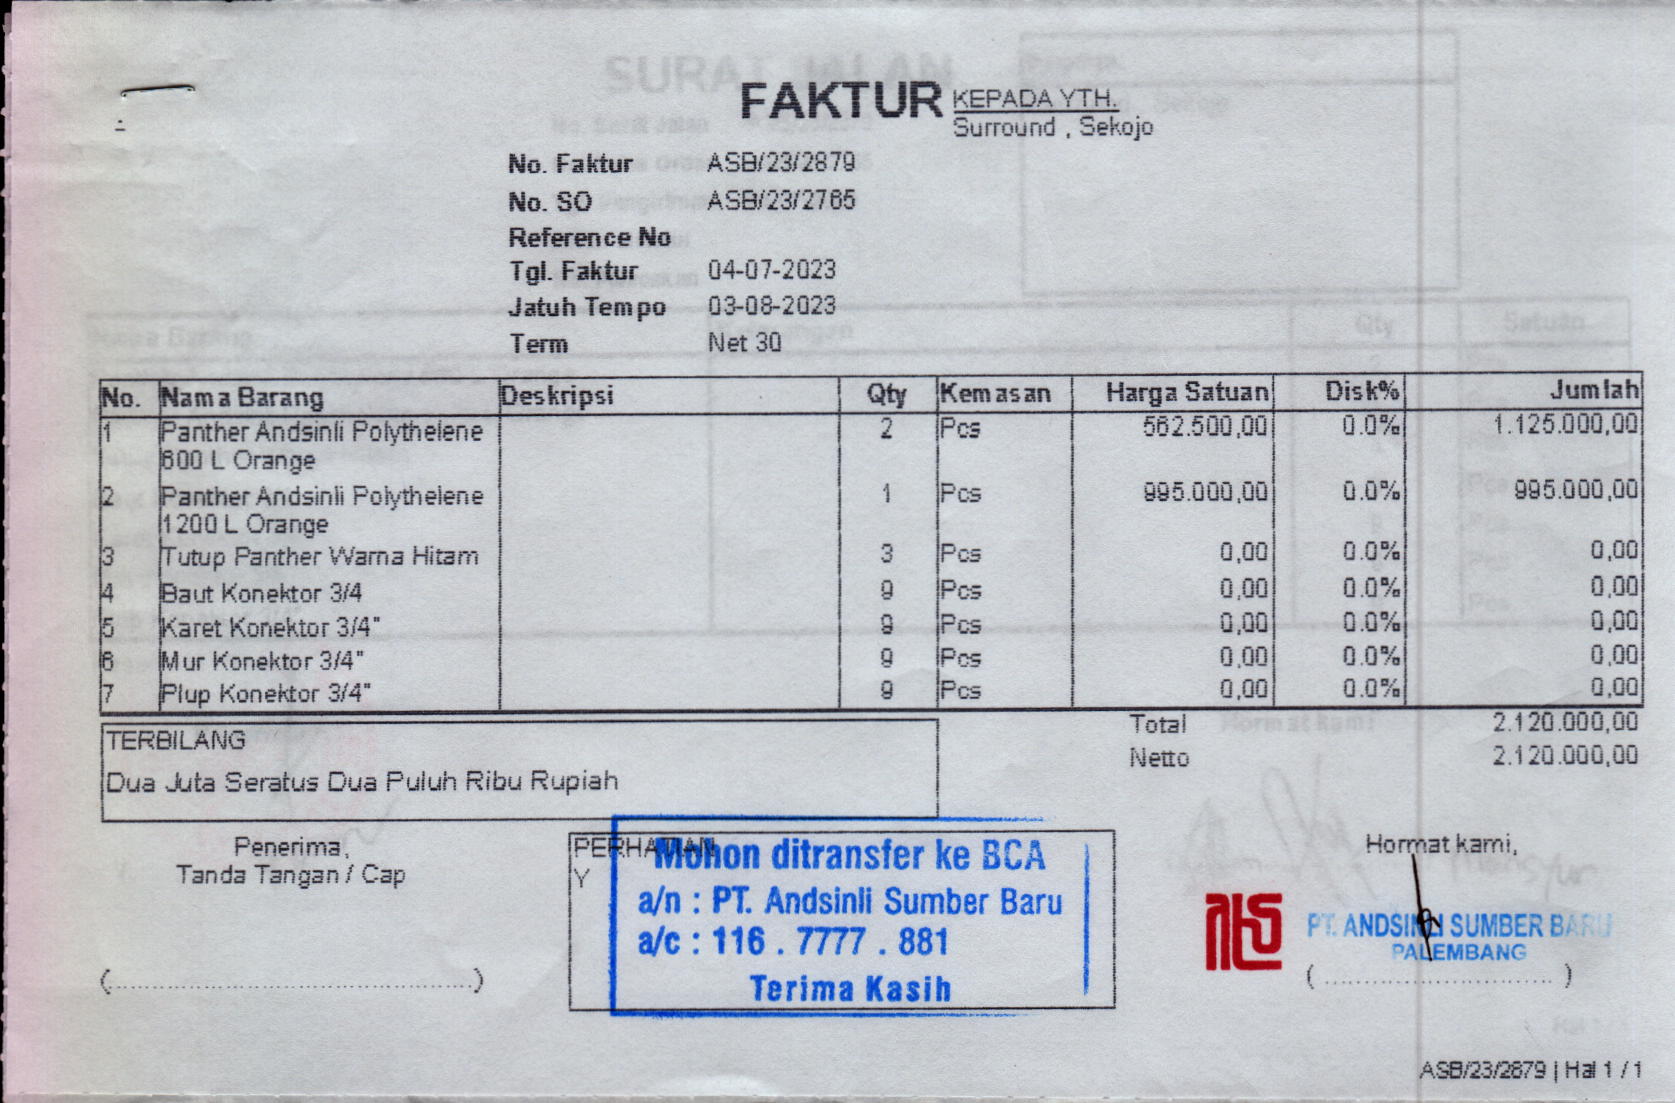 FAKTUR
KEPADA YTH.
Surround , Sekojo
No. Faktur ASB/23/2879
No. SO ASB/23/2765
Reference No
Tgl. Faktur 04-07-2023
Jatuh Tempo 03-08-2023
Term Net 30
No. Nama Barang Deskripsi Qty Kemasan Harga Satuan Disk% Jumlah
1 Panther Andsinli Polythelene 2 Pcs 562.500,00 0.0% 1.125.000,00
600 L Orange
2 Panther Andsinli Polythelene 1 Pcs 995.000,00 0.0% 995.000,00
1200 L Orange
3 Tutup Panther Warna Hitam 3 Pcs 0,00 0.0% 0,00
4 Baut Konektor 3/4 9 Pcs 0,00 0.0% 0,00
5 Karet Konektor 3/4" 9 Pcs 0,00 0.0% 0,00
6 Mur Konektor 3/4" 9 Pcs 0,00 0.0% 0,00
7 Plup Konektor 3/4" 9 Pcs 0,00 0.0% 0,00
Total 2.120.000,00
Netto 2.120.000,00
TERBILANG
Dua Juta Seratus Dua Puluh Ribu Rupiah
Penerima,
Tanda Tangan / Cap
PERHATIAN
Y
Mohon ditransfer ke BCA
a/n : PT. Andsinli Sumber Baru
a/c : 116 . 7777 . 881
Terima Kasih
Hormat kami,
PT. ANDSINLI SUMBER BARU
PALEMBANG
ASB/23/2879 | Hal 1 / 1